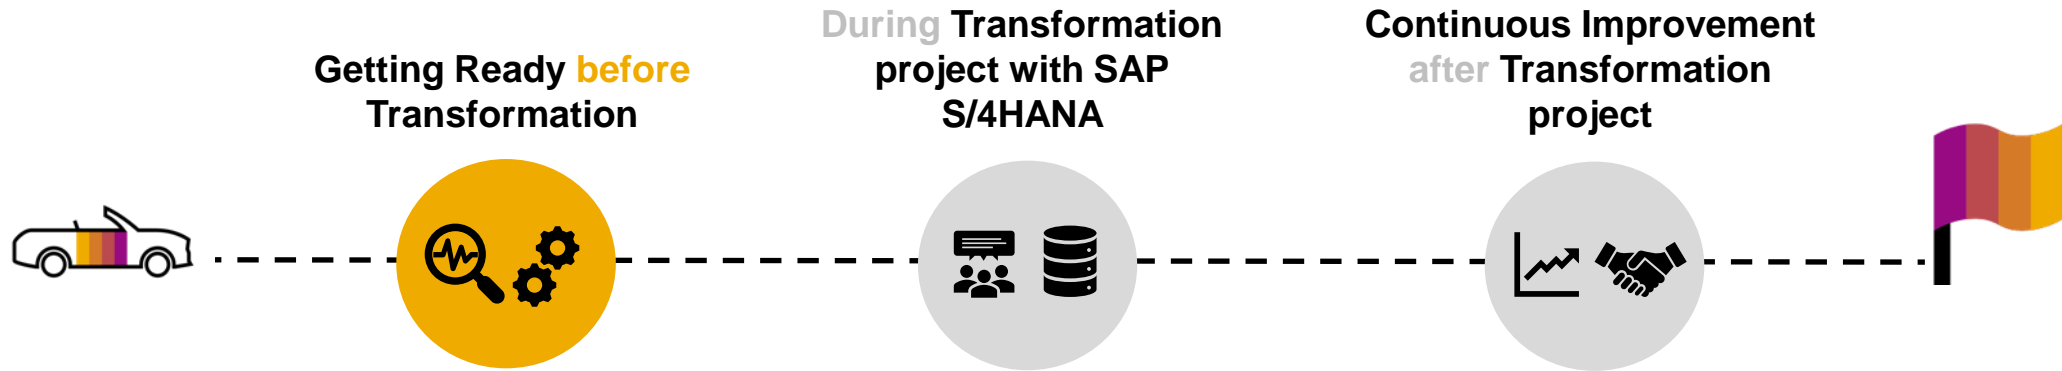 Getting Ready before
Transformation
During Transformation
project with SAP
S/4HANA
Continuous Improvement
after Transformation
project